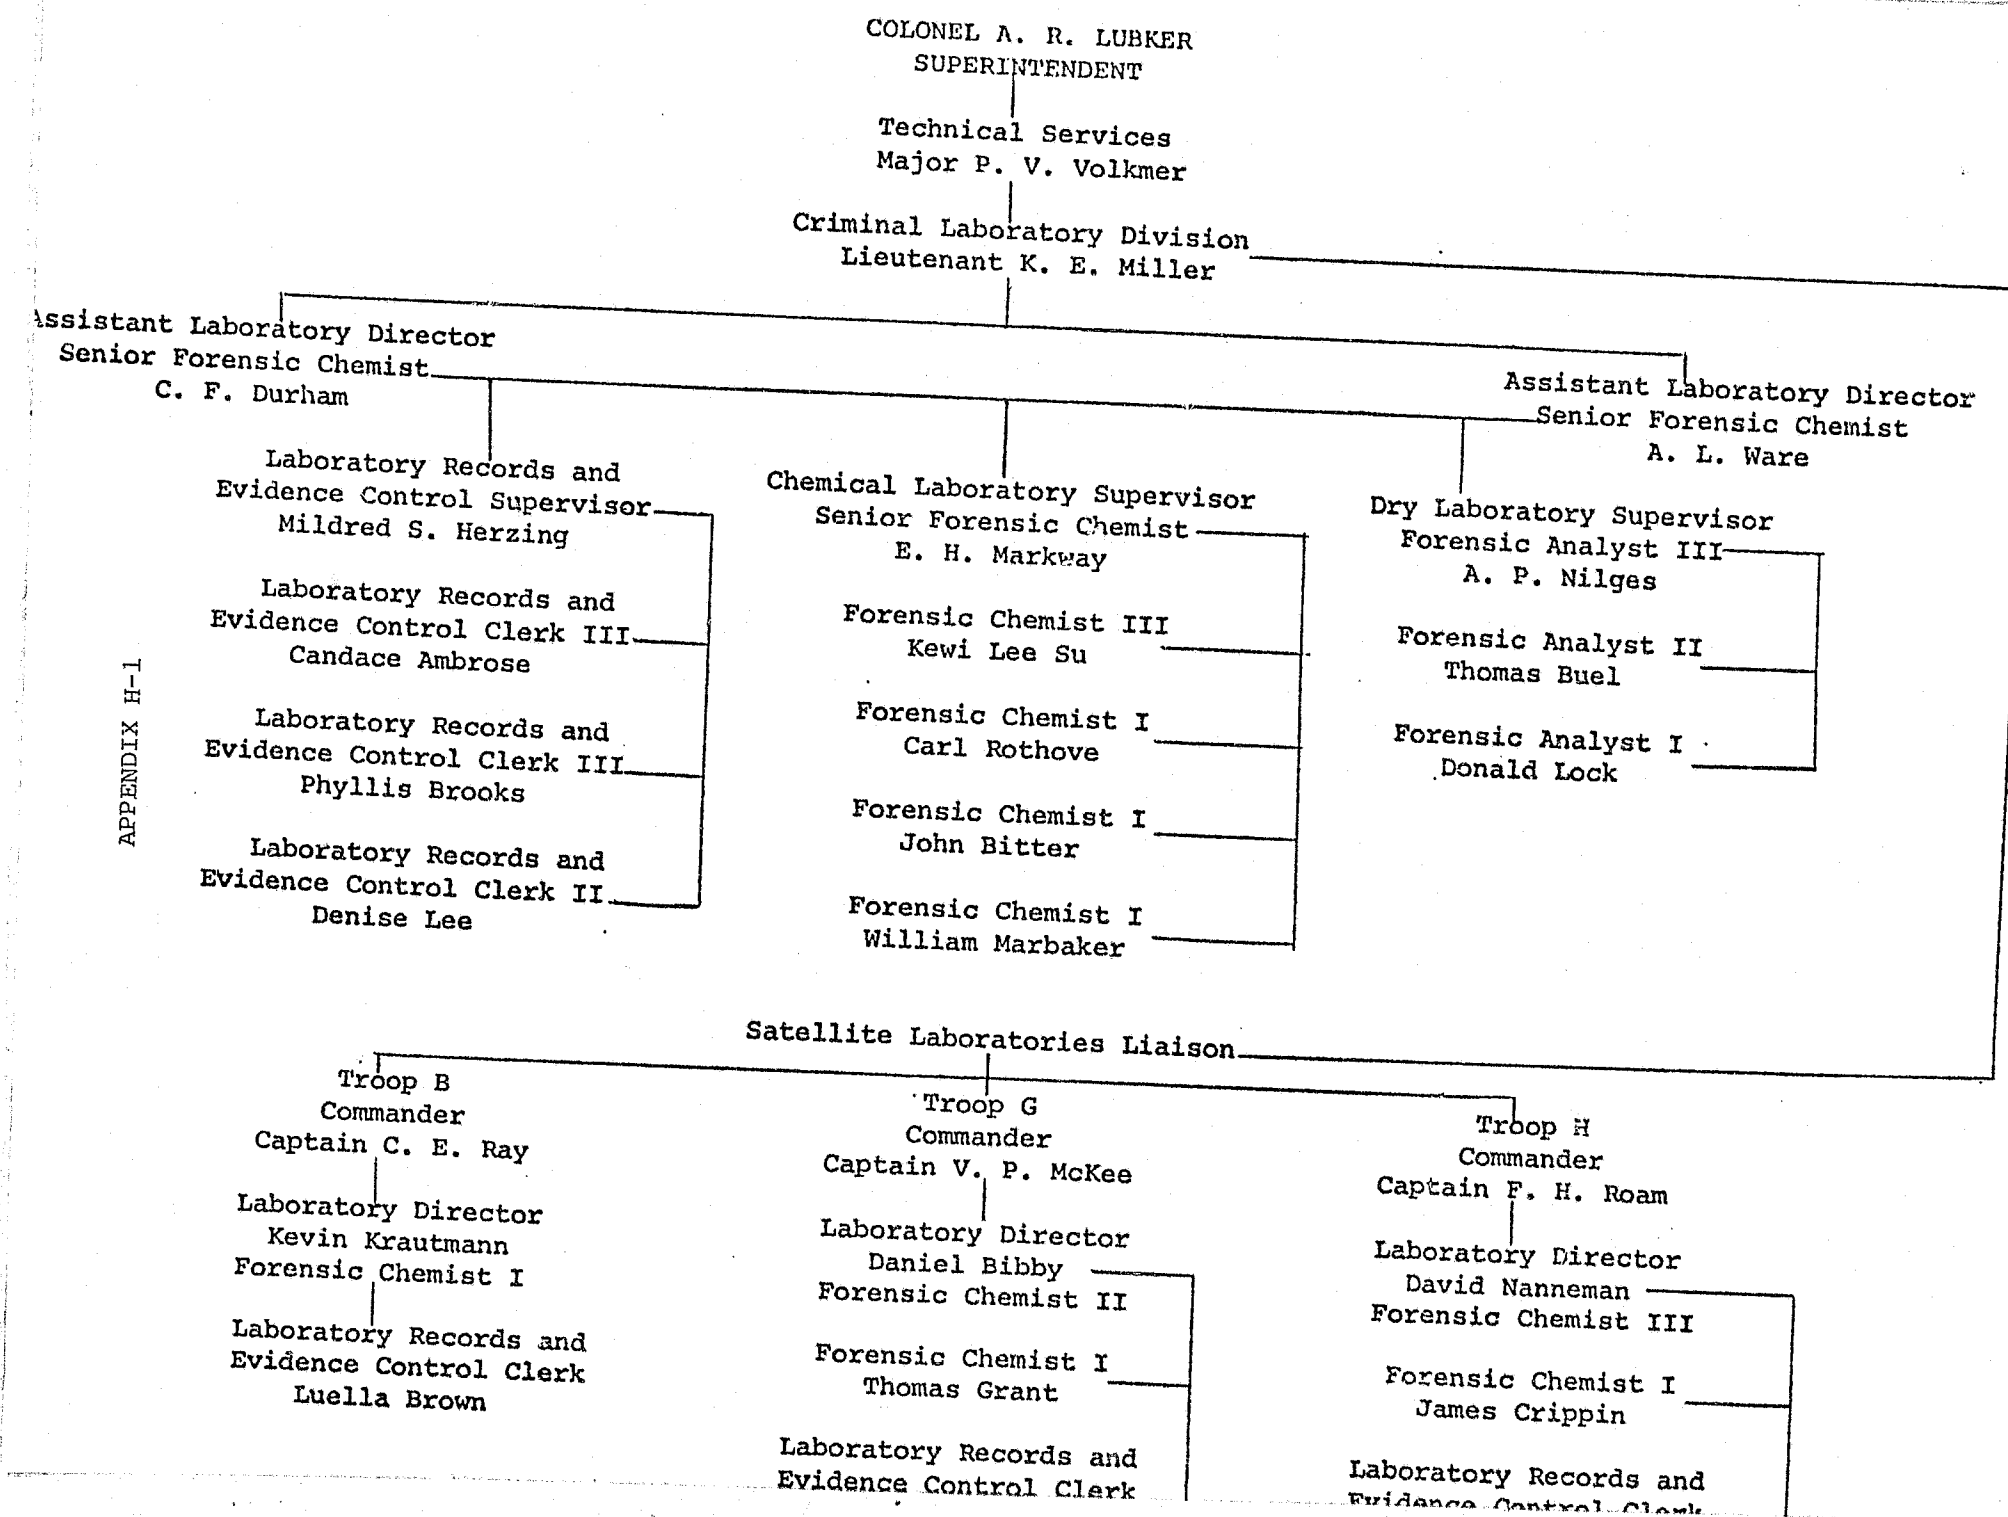 COLONEL A. R. LUBKER
SUPERINTENDENT
Technical Services
Major P. V. Volkmer
Criminal Laboratory Division
Lieutenant K. E. Miller
Assistant Laboratory Director
Senior Forensic Chemist
C. F. Durham
Assistant Laboratory Director
Senior Forensic Chemist
A. L. Ware
Laboratory Records and
Evidence Control Supervisor
Mildred S. Herzing
Laboratory Records and
Evidence Control Clerk III
Candace Ambrose
Laboratory Records and
Evidence Control Clerk III
Phyllis Brooks
Laboratory Records and
Evidence Control Clerk II
Denise Lee
Chemical Laboratory Supervisor
Senior Forensic Chemist
E. H. Markway
Forensic Chemist III
Kewi Lee Su
Forensic Chemist I
Carl Rothove
Forensic Chemist I
John Bitter
Forensic Chemist I
William Marbaker
Dry Laboratory Supervisor
Forensic Analyst III
A. P. Nilges
Forensic Analyst II
Thomas Buel
Forensic Analyst I
Donald Lock
APPENDIX H-1
Satellite Laboratories Liaison
Troop B
Commander
Captain C. E. Ray
Laboratory Director
Kevin Krautmann
Forensic Chemist I
Laboratory Records and
Evidence Control Clerk
Luella Brown
Troop G
Commander
Captain V. P. McKee
Laboratory Director
Daniel Bibby
Forensic Chemist II
Forensic Chemist I
Thomas Grant
Laboratory Records and
Evidence Control Clerk
Troop H
Commander
Captain F. H. Roam
Laboratory Director
David Nanneman
Forensic Chemist III
Forensic Chemist I
James Crippin
Laboratory Records and
Evidence Control Clerk